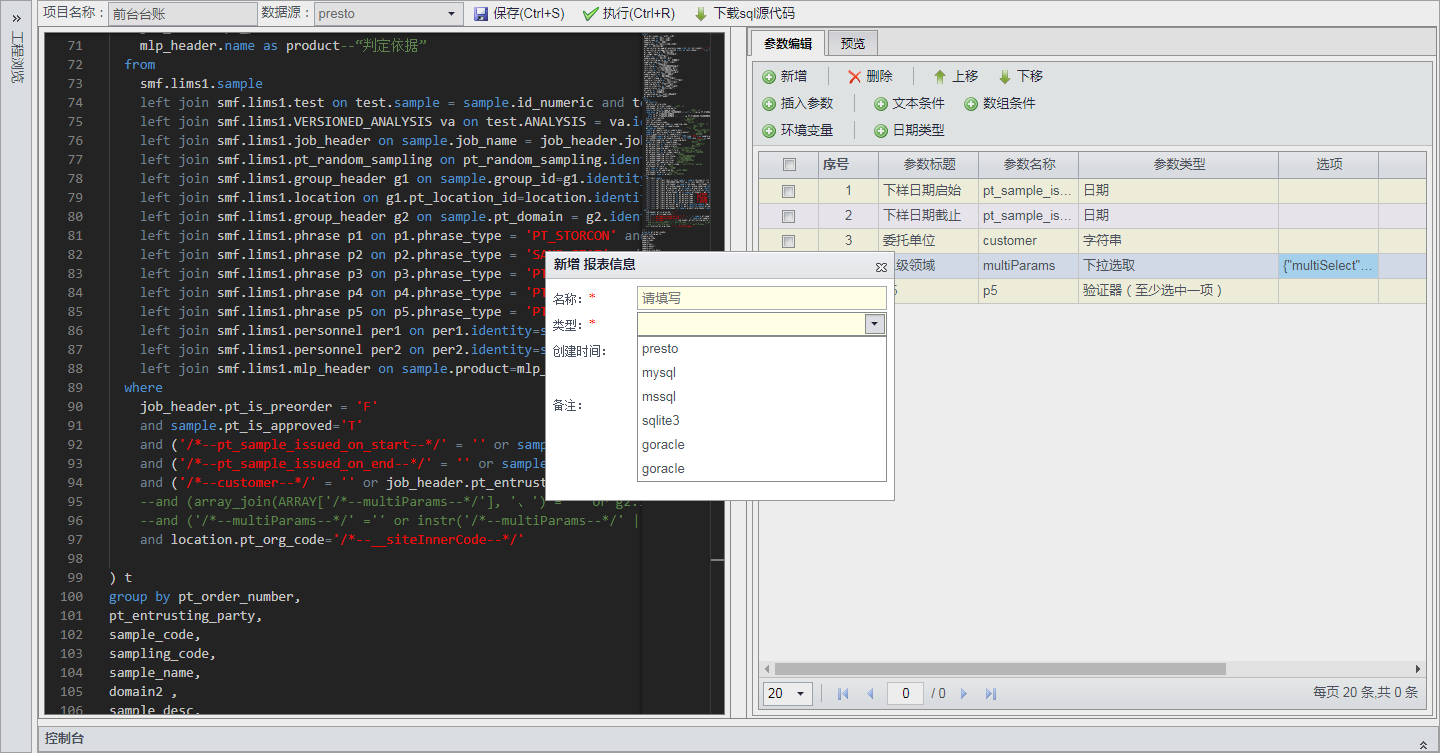 项目名称： 前台台账 数据源： presto 保存(Ctrl+S) 执行(Ctrl+R) 下载sql源代码
工程浏览
71 mlp_header.name as product--“判定依据”
72 from
73 smf.lims1.sample
74 left join smf.lims1.test on test.sample = sample.id_numeric and
75 left join smf.lims1.VERSIONED_ANALYSIS va on test.ANALYSIS = va.
76 left join smf.lims1.job_header on sample.job_name = job_header.
77 left join smf.lims1.pt_random_sampling on pt_random_sampling.
78 left join smf.lims1.group_header g1 on sample.group_id=g1.
79 left join smf.lims1.location on g1.pt_location_id=location.
80 left join smf.lims1.group_header g2 on sample.pt_domain = g2.
81 left join smf.lims1.phrase p1 on p1.phrase_type = 'PT_STORCON' and
82 left join smf.lims1.phrase p2 on p2.phrase_type =
83 left join smf.lims1.phrase p3 on p3.phrase_type =
84 left join smf.lims1.phrase p4 on p4.phrase_type =
85 left join smf.lims1.phrase p5 on p5.phrase_type =
86 left join smf.lims1.personnel per1 on per1.identity=
87 left join smf.lims1.personnel per2 on per2.identity=
88 left join smf.lims1.mlp_header on sample.product=mlp_
89 where
90 job_header.pt_is_preorder = 'F'
91 and sample.pt_is_approved='T'
92 and ('/*--pt_sample_issued_on_start--*/' = '' or
93 and ('/*--pt_sample_issued_on_end--*/' = '' or sample
94 and ('/*--customer--*/' = '' or job_header.
95 --and (array_join(ARRAY['/*--multiParams--*/'], '、') =
96 --and ('/*--multiParams--*/' ='' or instr('/*--multiParams--*/' |
97 and location.pt_org_code='/*--__siteInnerCode--*/'
98
99 ) t
100 group by pt_order_number,
101 pt_entrusting_party,
102 sample_code,
103 sampling_code,
104 sample_name,
105 domain2 ,
106 sample_desc,
参数编辑 预览
新增 删除 上移 下移
插入参数 文本条件 数组条件
环境变量 日期类型
序号 参数标题 参数名称 参数类型 选项
1 下样日期启始 pt_sample_is... 日期
2 下样日期截止 pt_sample_is... 日期
3 委托单位 customer 字符串
级领域 multiParams 下拉选取 {"multiSelect"...
p5 验证器（至少选中一项）
新增 报表信息
名称：* 请填写
类型：*
创建时间：
备注：
presto
mysql
mssql
sqlite3
goracle
goracle
20 0 / 0 每页 20 条,共 0 条
控制台